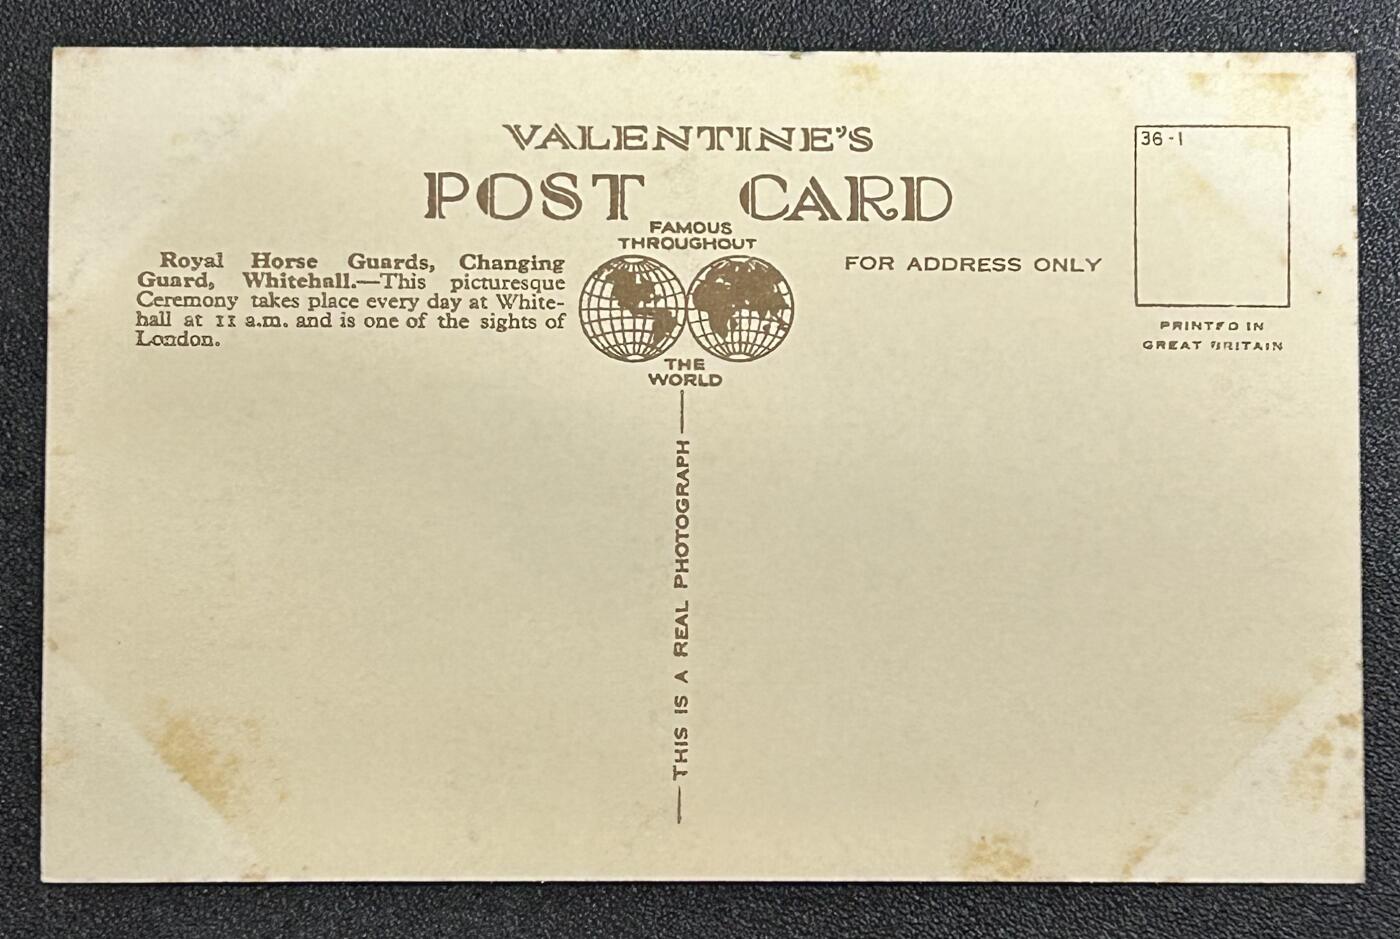 VALENTINE'S
POST CARD
FAMOUS
THROUGHOUT
THE
WORLD
Royal Horse Guards, Changing
Guard, Whitehall.—This picturesque
Ceremony takes place every day at White-
hall at 11 a.m. and is one of the sights of
London.
THIS IS A REAL PHOTOGRAPH
FOR ADDRESS ONLY
36-1
PRINTED IN
GREAT BRITAIN